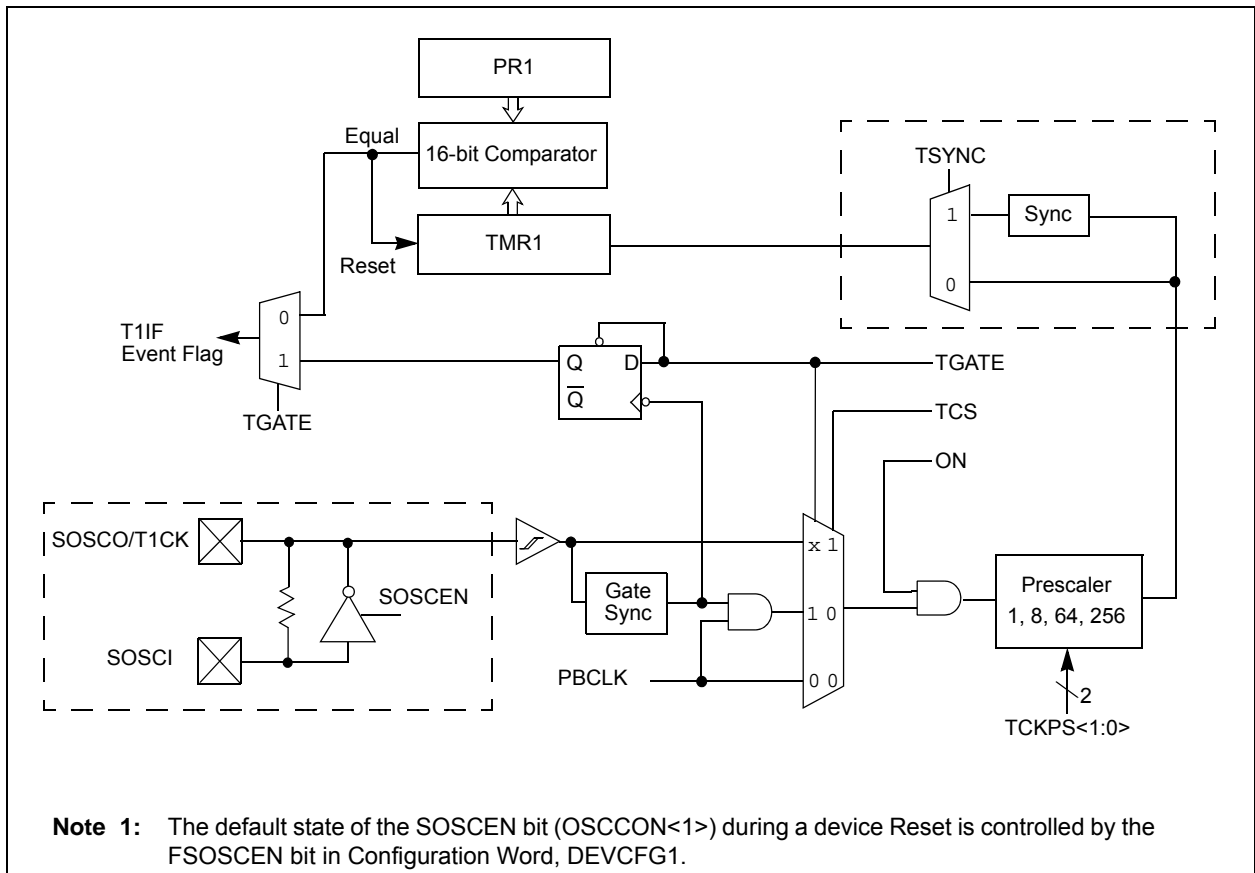 PR1
Equal
16-bit Comparator
TSYNC
1
Sync
TMR1
Reset
0
0
T1IF
Event Flag
1
Q
D
TGATE
Q
TGATE
TCS
ON
SOSCO/T1CK
x 1
SOSCEN
Gate
Sync
1 0
Prescaler
1, 8, 64, 256
SOSCI
PBCLK
0 0
2
TCKPS<1:0>
Note 1: The default state of the SOSCEN bit (OSCCON<1>) during a device Reset is controlled by the
FSOSCEN bit in Configuration Word, DEVCFG1.